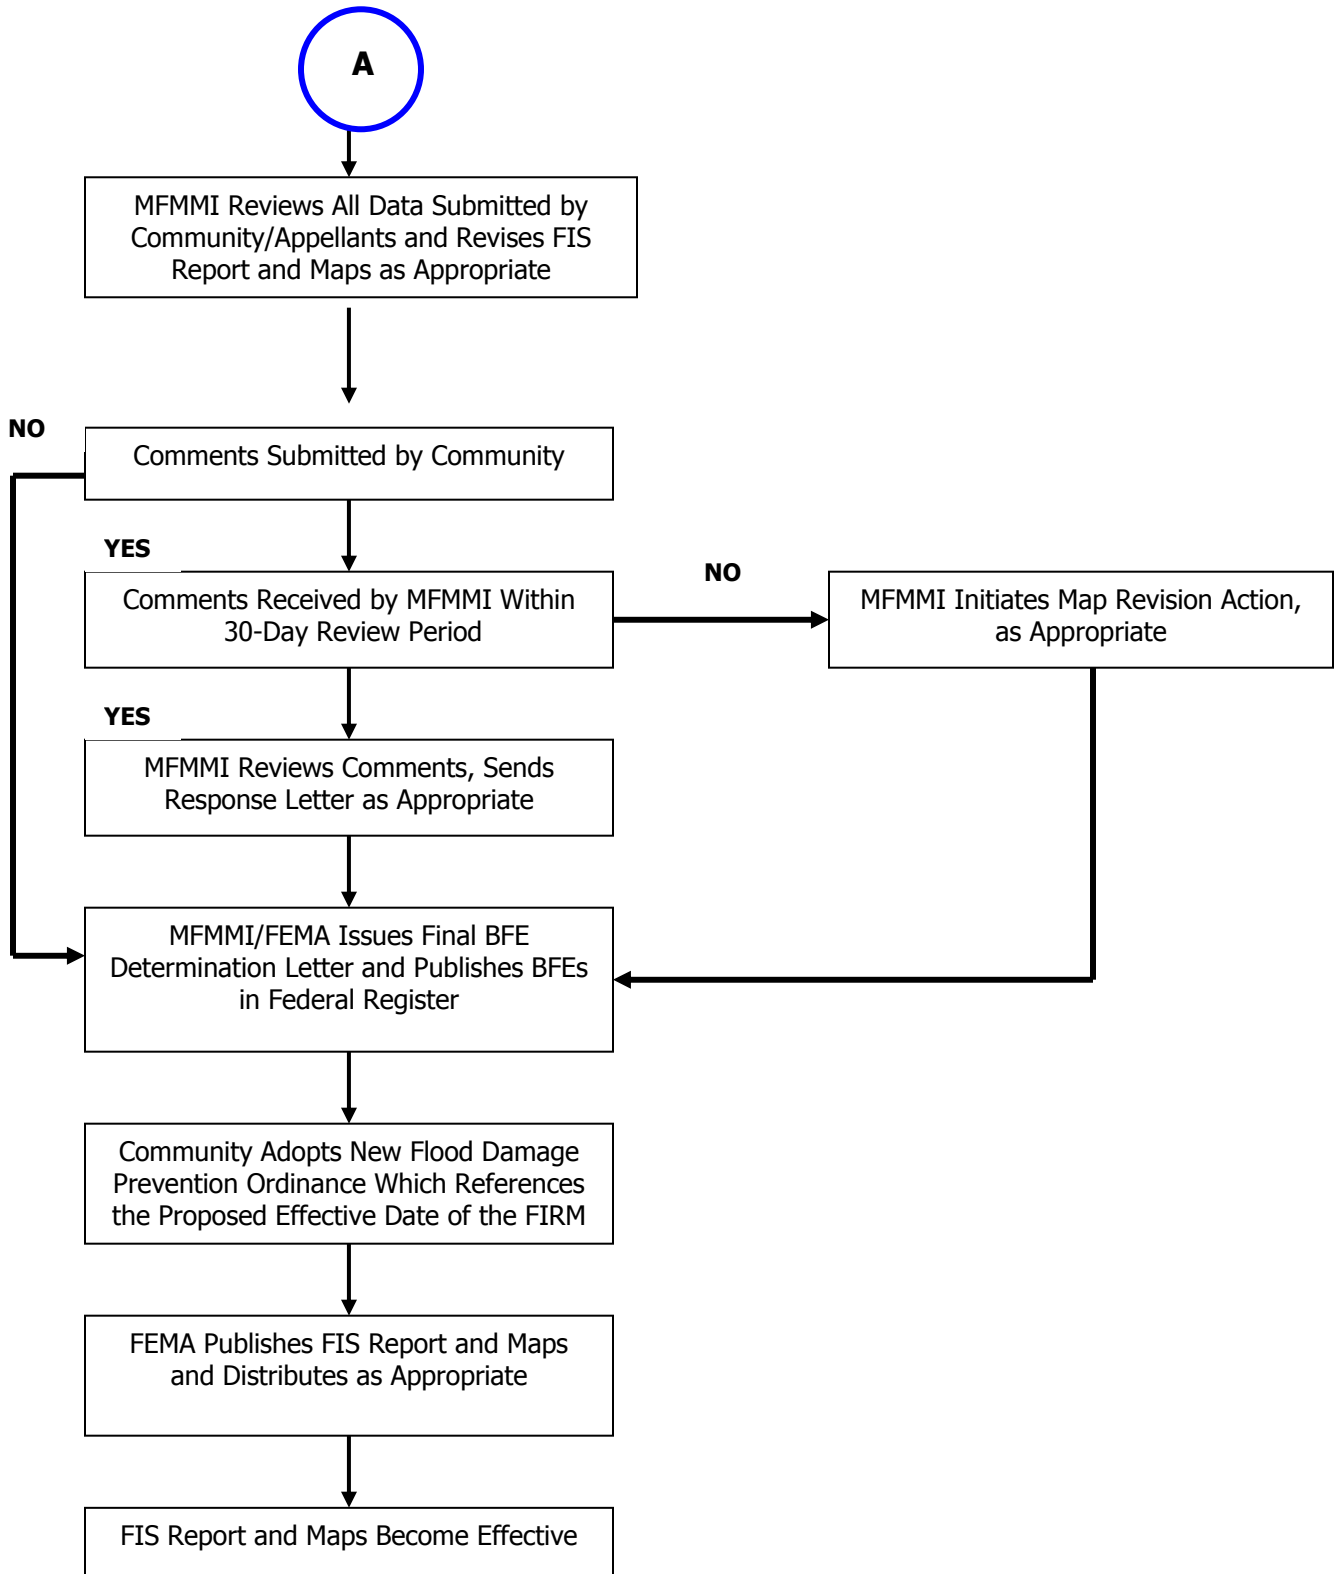 A
MFMMI Reviews All Data Submitted by
Community/Appellants and Revises FIS
Report and Maps as Appropriate
NO
Comments Submitted by Community
YES
Comments Received by MFMMI Within
30-Day Review Period
NO
MFMMI Initiates Map Revision Action,
as Appropriate
YES
MFMMI Reviews Comments, Sends
Response Letter as Appropriate
MFMMI/FEMA Issues Final BFE
Determination Letter and Publishes BFEs
in Federal Register
Community Adopts New Flood Damage
Prevention Ordinance Which References
the Proposed Effective Date of the FIRM
FEMA Publishes FIS Report and Maps
and Distributes as Appropriate
FIS Report and Maps Become Effective